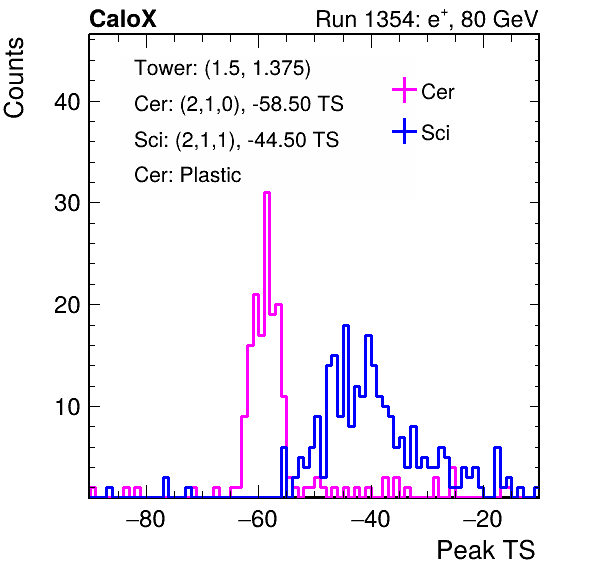 CaloX Run 1354: e+, 80 GeV
Counts
Tower: (1.5, 1.375)
Cer: (2,1,0), -58.50 TS
Sci: (2,1,1), -44.50 TS
Cer: Plastic
Cer
Sci
40
30
20
10
−80 −60 −40 −20
Peak TS